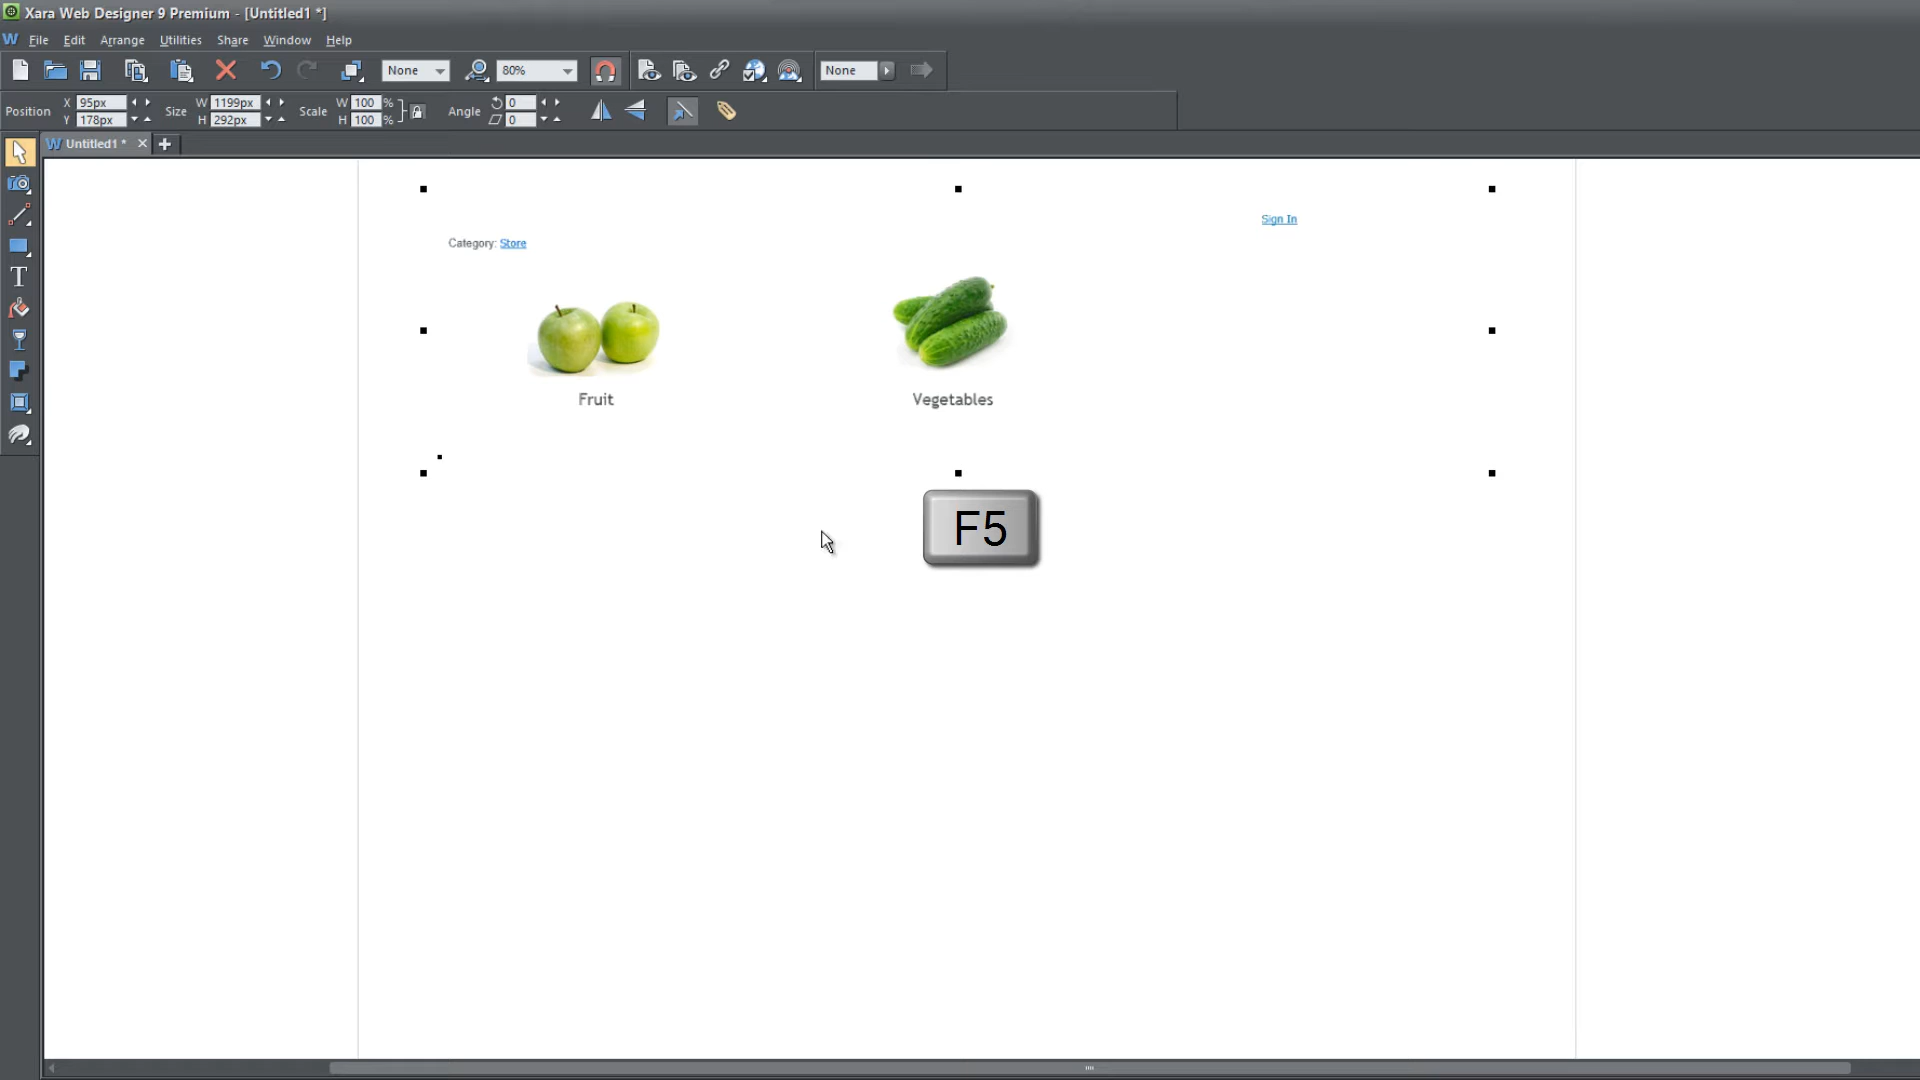 Xara Web Designer 9 Premium - [Untitled1 *]
W File Edit Arrange Utilities Share Window Help
None 80% None
Position X 95px Size W 1199px Scale W 100 % Angle 0
Y 178px H 292px H 100 % 0
W Untitled1 *
T
Sign In
Category: Store
Fruit Vegetables
F5